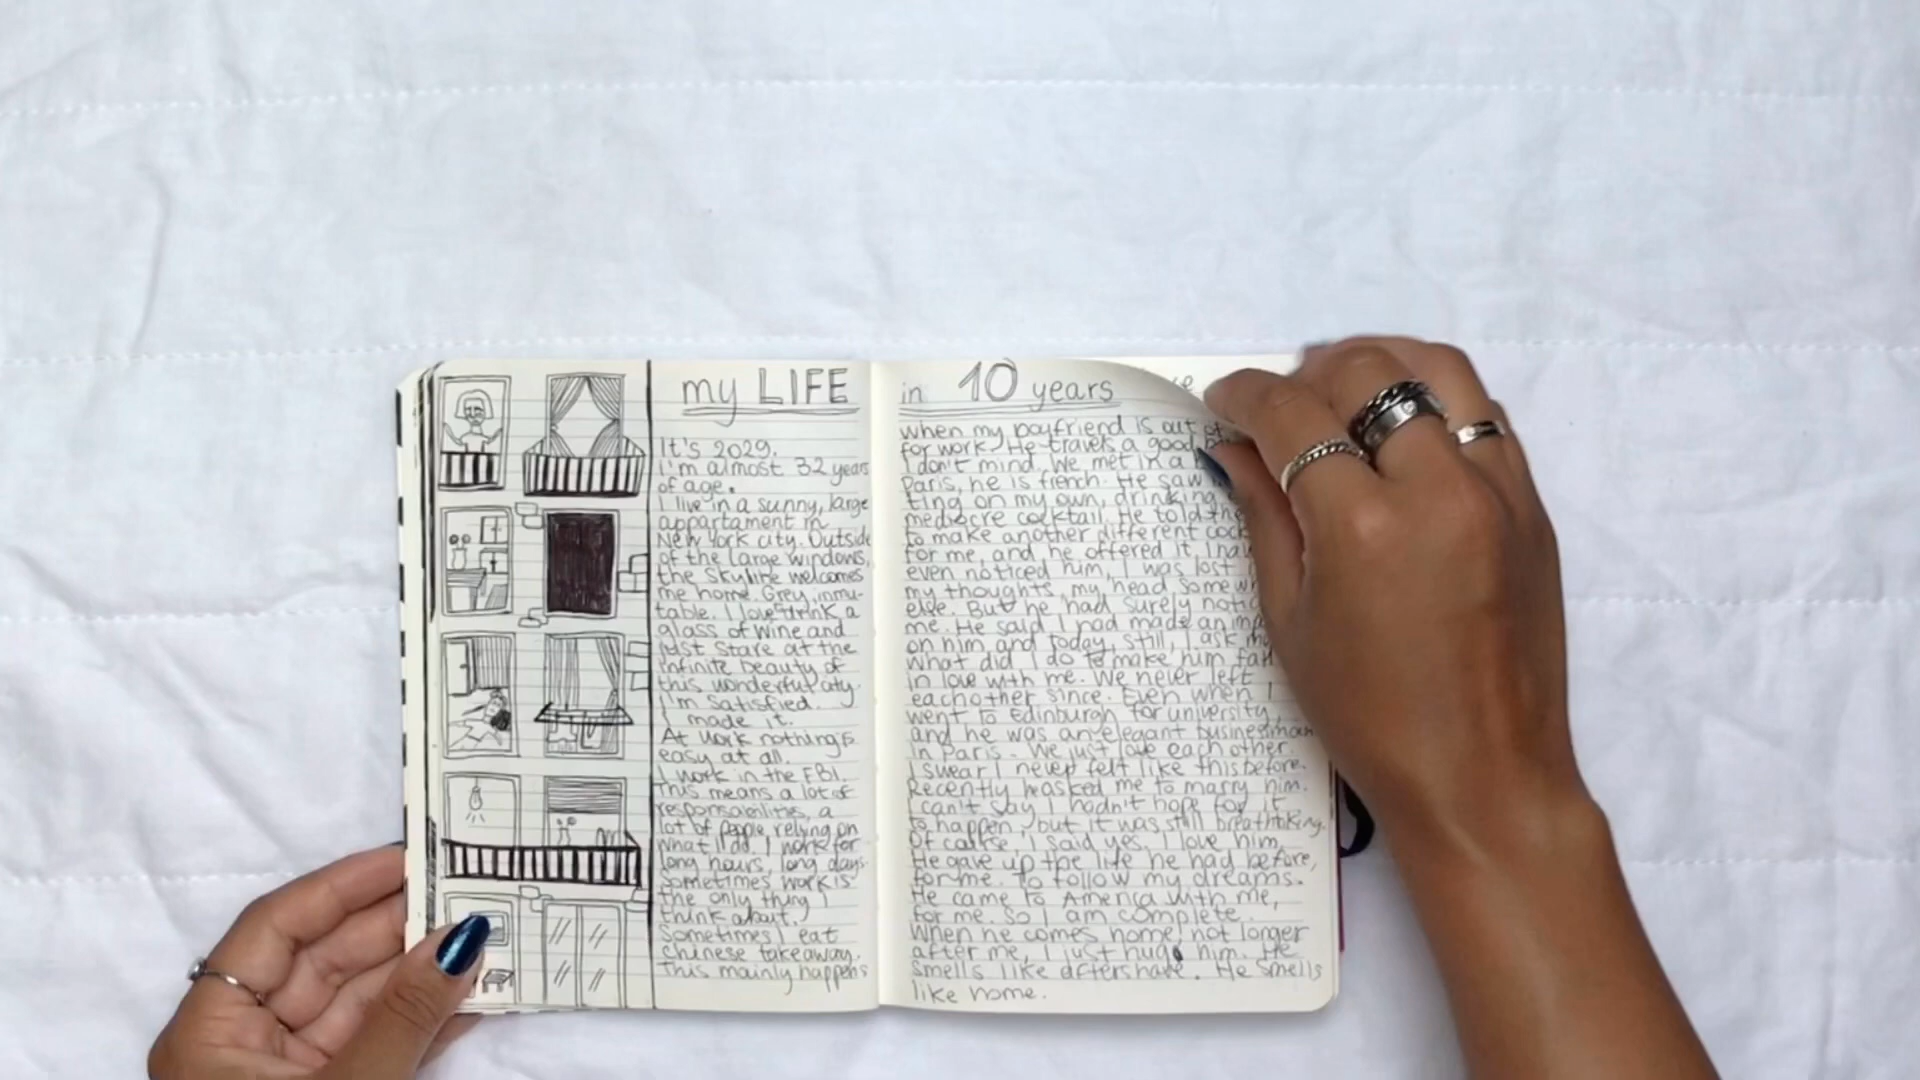 my LIFE
It's 2029.
I'm almost 32 years
of age.
I live in a sunny, large
appartament in
New York city. Outside
of the large windows,
the skyline welcomes
me home. Grey, inmu-
table. I love drink a
glass of wine and
just stare at the
infinite beauty of
this wonderful city.
I'm satisfied.
I made it.
At work nothing is
easy at all.
I work in the FBI.
This means a lot of
responsabilities, a
lot of people relying on
what I do. I work for
long hours, long days.
Sometimes work is
the only thing I
think about.
Sometimes I eat
chinese takeaway.
This mainly happens
in 10 years
when my boyfriend is out of
for work. He travels a good
I don't mind. We met in a
Paris, he is french. He saw
ting on my own, drinking
mediocre cocktail. He told the
to make another different cock
for me, and he offered it. I
even noticed him, I was lost
my thoughts, my head somewh
else. But he had surely notic
me. He said I had made an imp
on him and today, still, I ask my
what did I do to make him fall
in love with me. We never left
eachother since. Even when I
went to Edinburgh for university,
and he was an elegant businessman
in Paris. We just love each other.
I swear I never felt like this before.
Recently he asked me to marry him.
I can't say I hadn't hope for it
to happen, but it was still breathtaking.
Of course, I said yes. I love him.
He gave up the life he had before,
for me. To follow my dreams.
He came to America with me,
for me. So I am complete.
When he comes home, not longer
after me, I just hug him. He
smells like aftershave. He smells
like home.